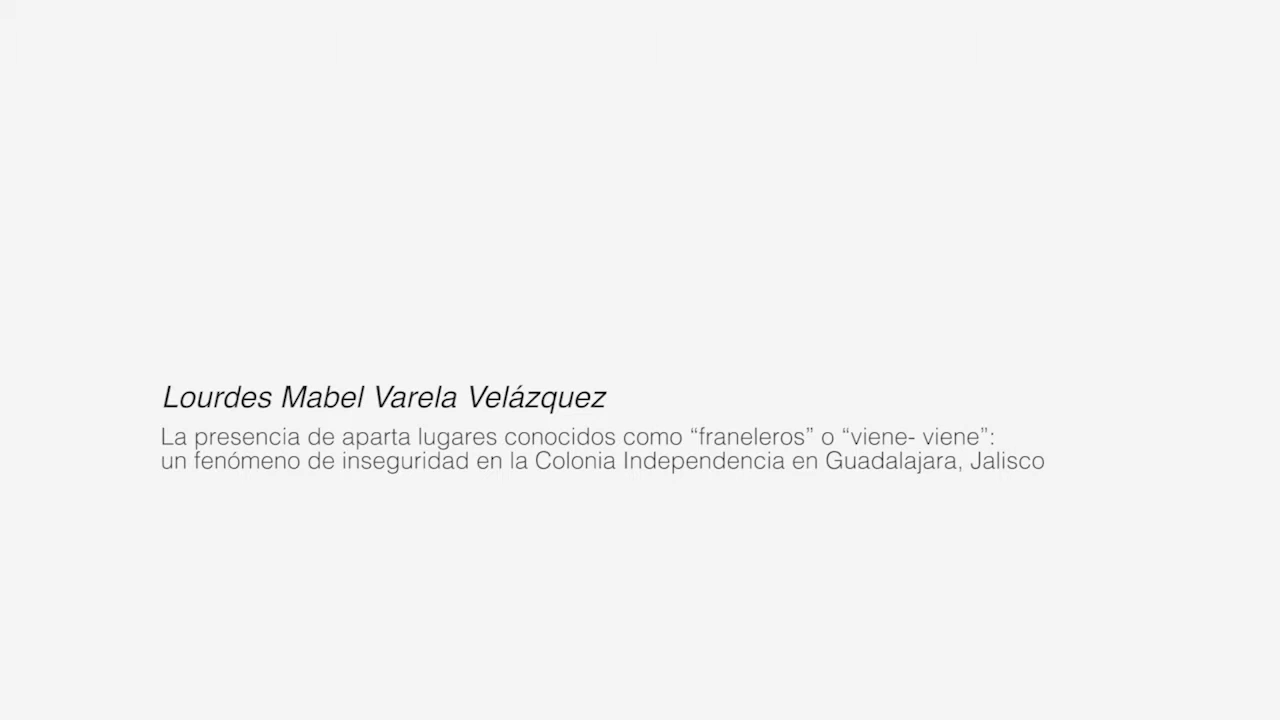 Lourdes Mabel Varela Velázquez
La presencia de aparta lugares conocidos como “franeleros” o “viene- viene”:
un fenómeno de inseguridad en la Colonia Independencia en Guadalajara, Jalisco